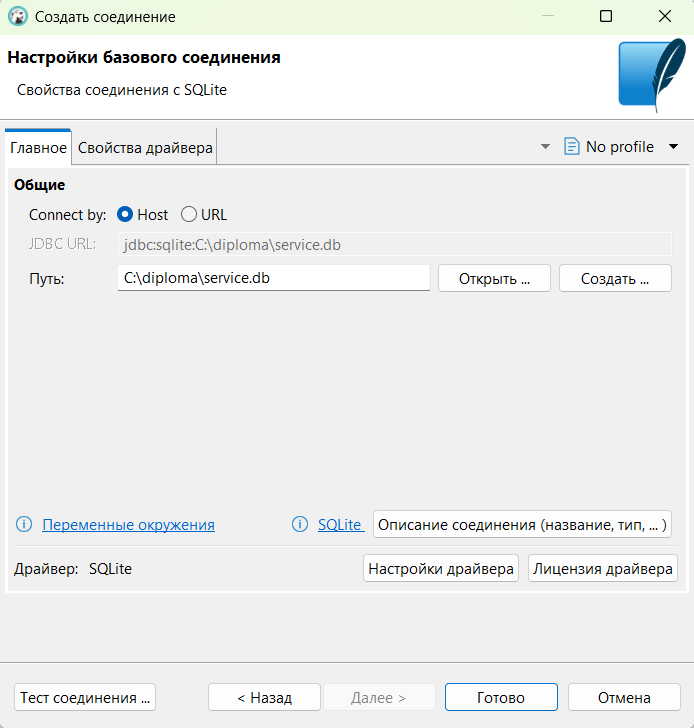 Создать соединение
Настройки базового соединения
Свойства соединения с SQLite
Главное Свойства драйвера No profile
Общие
Connect by: Host URL
JDBC URL: jdbc:sqlite:C:\diploma\service.db
Путь: C:\diploma\service.db Открыть ... Создать ...
Переменные окружения SQLite Описание соединения (название, тип, ... )
Драйвер: SQLite Настройки драйвера Лицензия драйвера
Тест соединения ... < Назад Далее > Готово Отмена